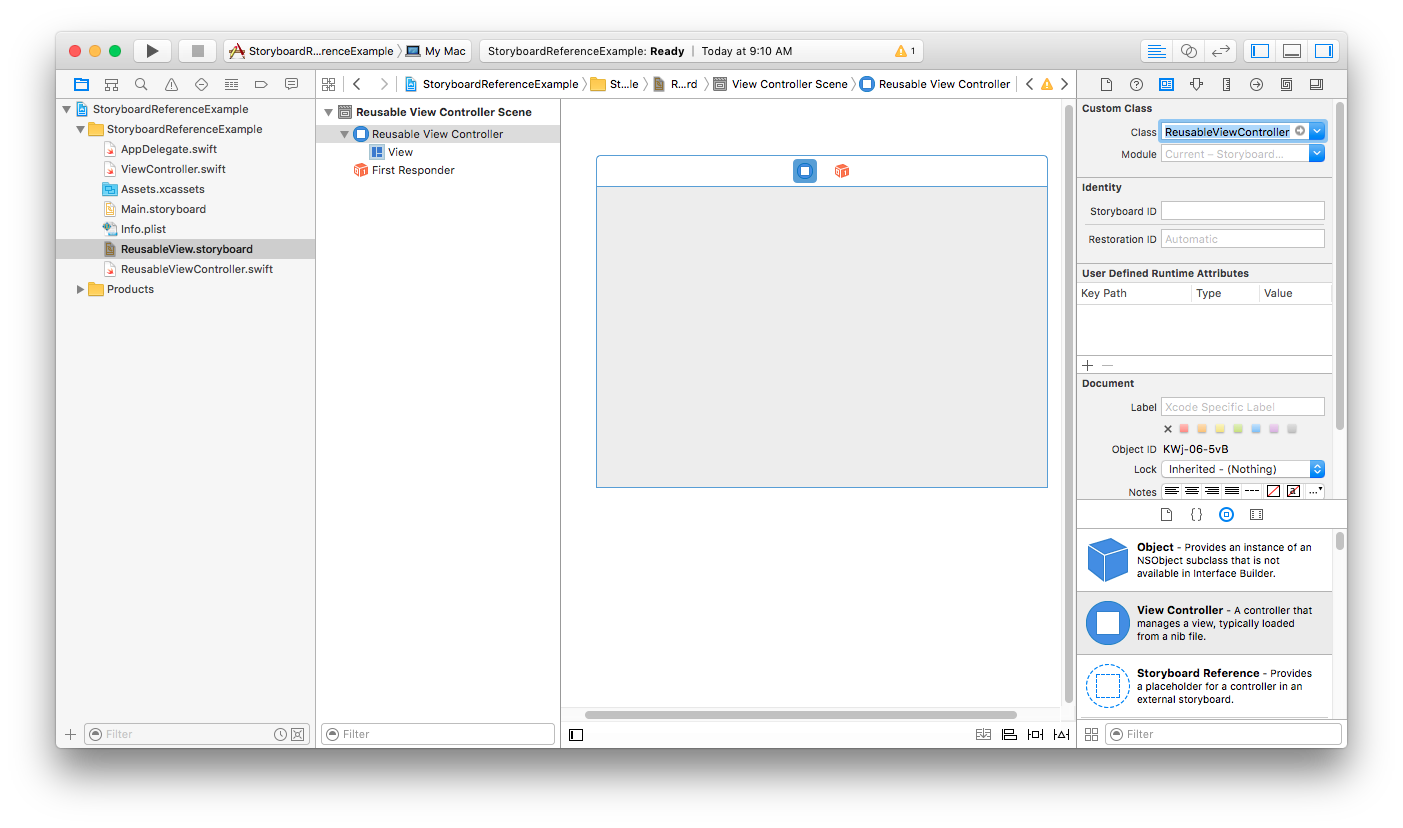 StoryboardR...renceExample
My Mac
StoryboardReferenceExample: Ready | Today at 9:10 AM
1
StoryboardReferenceExample
St...le
R...rd
View Controller Scene
Reusable View Controller
StoryboardReferenceExample
StoryboardReferenceExample
AppDelegate.swift
ViewController.swift
Assets.xcassets
Main.storyboard
Info.plist
ReusableView.storyboard
ReusableViewController.swift
Products
Filter
Reusable View Controller Scene
Reusable View Controller
View
First Responder
Filter
Custom Class
Class ReusableViewController
Module Current – Storyboard...
Identity
Storyboard ID
Restoration ID Automatic
User Defined Runtime Attributes
Key Path Type Value
Document
Label Xcode Specific Label
Object ID KWj-06-5vB
Lock Inherited - (Nothing)
Notes
Object - Provides an instance of an
NSObject subclass that is not
available in Interface Builder.
View Controller - A controller that
manages a view, typically loaded
from a nib file.
Storyboard Reference - Provides
a placeholder for a controller in an
external storyboard.
Filter